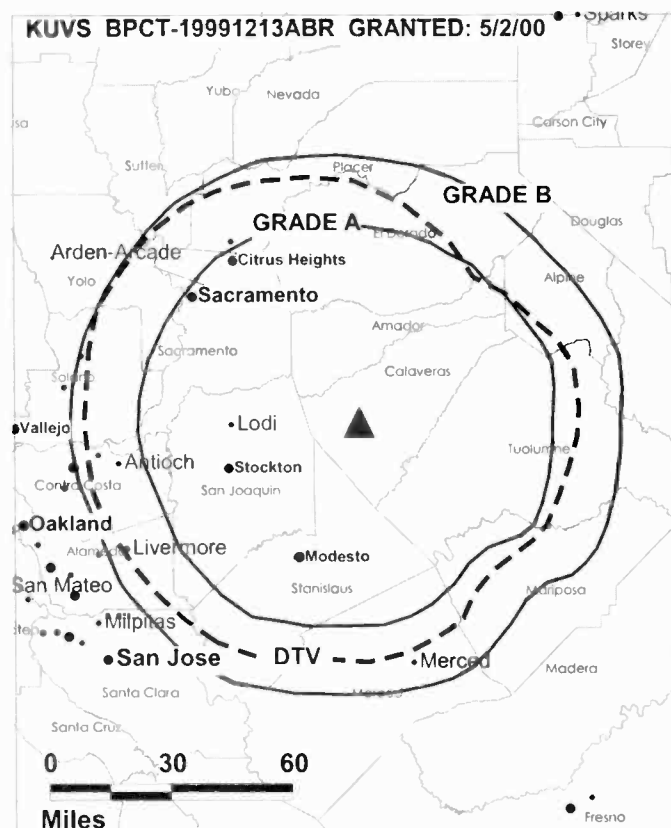 KUVS BPCT-19991213ABR GRANTED: 5/2/00
Sparks
Storey
Yuba
Nevada
Carson City
Sutter
Placer
GRADE B
GRADE A
Douglas
El Dorado
Arden-Arcade
Citrus Heights
Yolo
Alpine
Sacramento
Amador
Sacramento
Calaveras
Solano
Vallejo
Lodi
Tuolumne
Antioch
Stockton
Contra Costa
San Joaquin
Oakland
Alameda
Livermore
Modesto
San Mateo
Stanislaus
Mariposa
Milpitas
San Jose
DTV
Merced
Madera
Santa Clara
Merced
Santa Cruz
0 30 60
Miles
Fresno